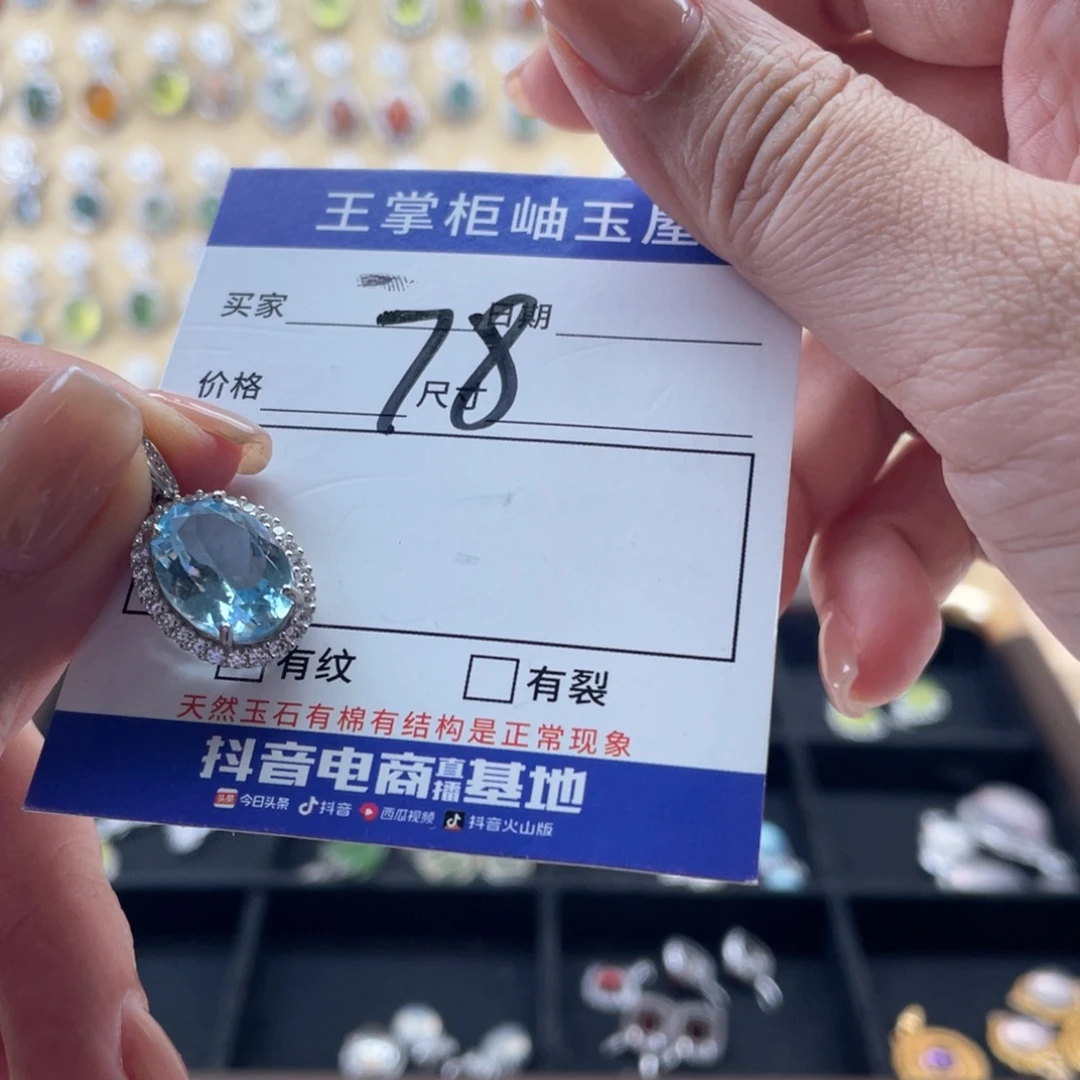 王掌柜岫玉屋
买家 日期
78
价格 尺寸
有纹 有裂
天然玉石有棉有结构是正常现象
抖音电商直播基地
头条 今日头条 抖音 西瓜视频 抖音火山版